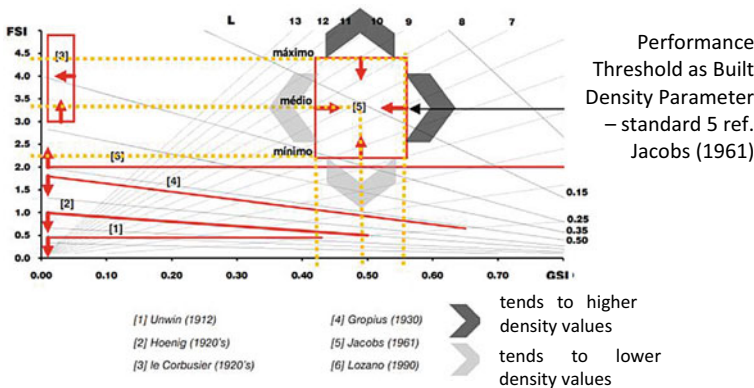 L 13 12 11 10 9 8 7
FSI
4.5
4.0
3.5
3.0
2.5
2.0
1.5
1.0
0.5
0.0
máximo
médio
mínimo
[3]
[5]
[4]
[2]
[1]
0.15
0.25
0.35
0.50
0.00 0.10 0.20 0.30 0.40 0.50 0.60 0.70 GSI
Performance
Threshold as Built
Density Parameter
– standard 5 ref.
Jacobs (1961)
[1] Unwin (1912)
[2] Hoenig (1920's)
[3] le Corbusier (1920's)
[4] Gropius (1930)
[5] Jacobs (1961)
[6] Lozano (1990)
tends to higher
density values
tends to lower
density values